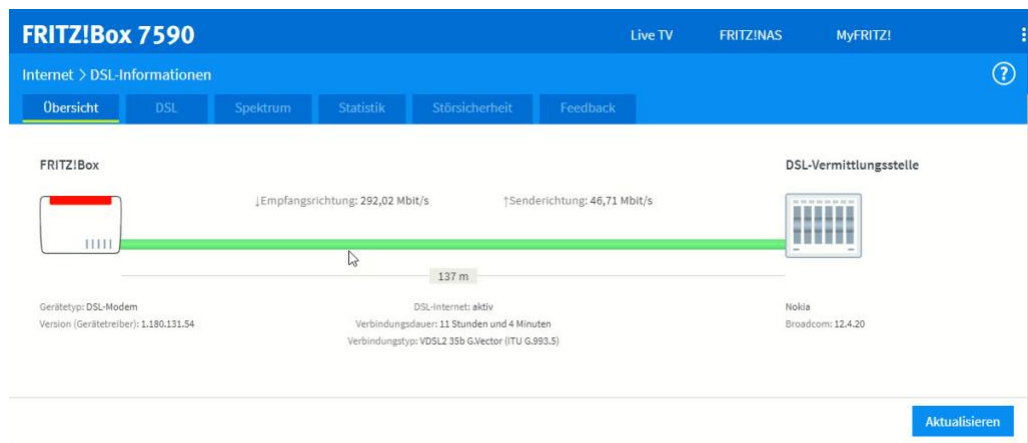 FRITZ!Box 7590
Live TV FRITZ!NAS MyFRITZ!
Internet > DSL-Informationen
Übersicht DSL Spektrum Statistik Störsicherheit Feedback
FRITZ!Box DSL-Vermittlungsstelle
↓Empfangsrichtung: 292,02 Mbit/s ↑Senderichtung: 46,71 Mbit/s
137 m
Gerätetyp: DSL-Modem DSL-Internet: aktiv Nokia
Version (Gerätetreiber): 1.180.131.54 Verbindungsdauer: 11 Stunden und 4 Minuten Broadcom: 12.4.20
Verbindungstyp: VDSL2 35b G.Vector (ITU G.993.5)
Aktualisieren